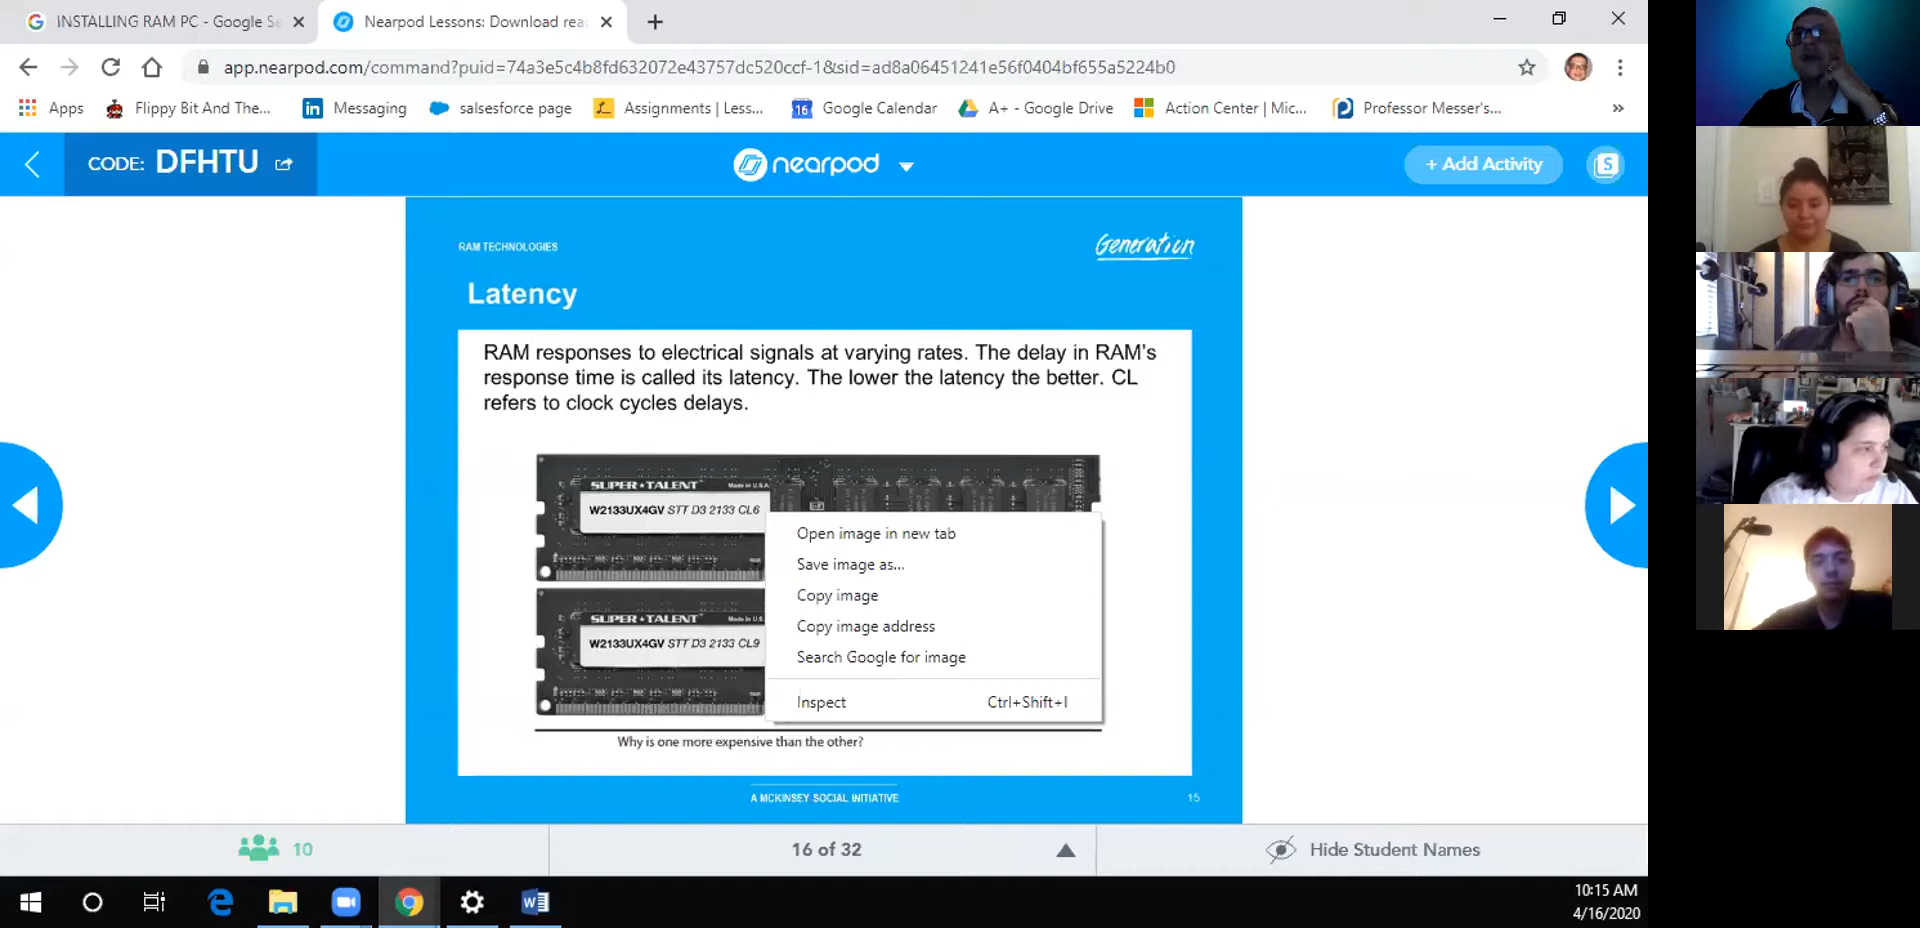 INSTALLING RAM PC - Google Se
Nearpod Lessons: Download rea
app.nearpod.com/command?puid=74a3e5c4b8fd632072e43757dc520ccf-1&sid=ad8a06451241e56f0404bf655a5224b0
Apps
Flippy Bit And The...
Messaging
salsesforce page
Assignments | Less...
Google Calendar
A+ - Google Drive
Action Center | Mic...
Professor Messer's...
CODE: DFHTU
nearpod
+ Add Activity
S
RAM TECHNOLOGIES
Generation
Latency
RAM responses to electrical signals at varying rates. The delay in RAM's
response time is called its latency. The lower the latency the better. CL
refers to clock cycles delays.
SUPER★TALENT Made in U.S.A.
W2133UX4GV STT D3 2133 CL6
SUPER★TALENT Made in U.S.
W2133UX4GV STT D3 2133 CL9
Open image in new tab
Save image as...
Copy image
Copy image address
Search Google for image
Inspect Ctrl+Shift+I
Why is one more expensive than the other?
A MCKINSEY SOCIAL INITIATIVE
15
10
16 of 32
Hide Student Names
10:15 AM
4/16/2020